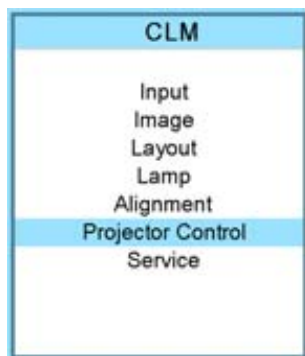 CLM
Input
Image
Layout
Lamp
Alignment
Projector Control
Service